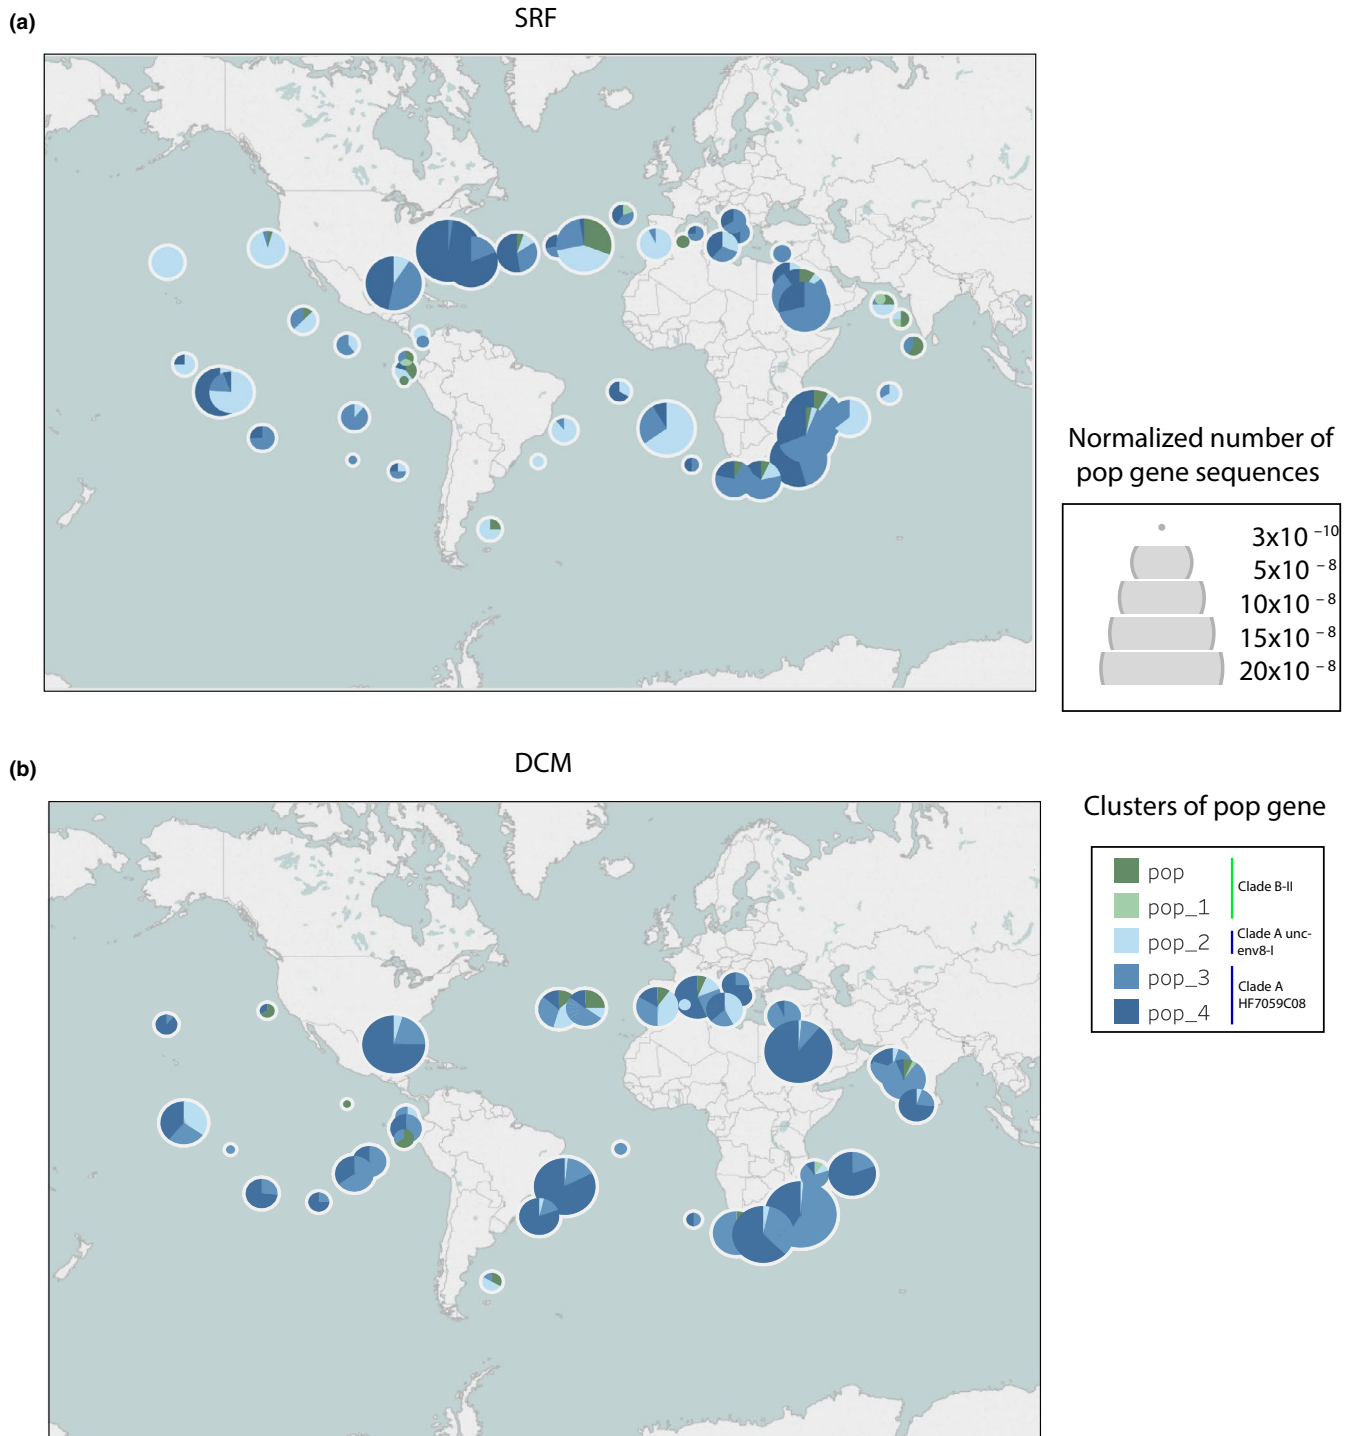 (a)
SRF
Normalized number of
pop gene sequences
3x10 –10
5x10 – 8
10x10 – 8
15x10 – 8
20x10 – 8
(b)
DCM
Clusters of pop gene
pop
pop_1
Clade B-II
pop_2
Clade A unc-
env8-I
pop_3
pop_4
Clade A
HF7059C08